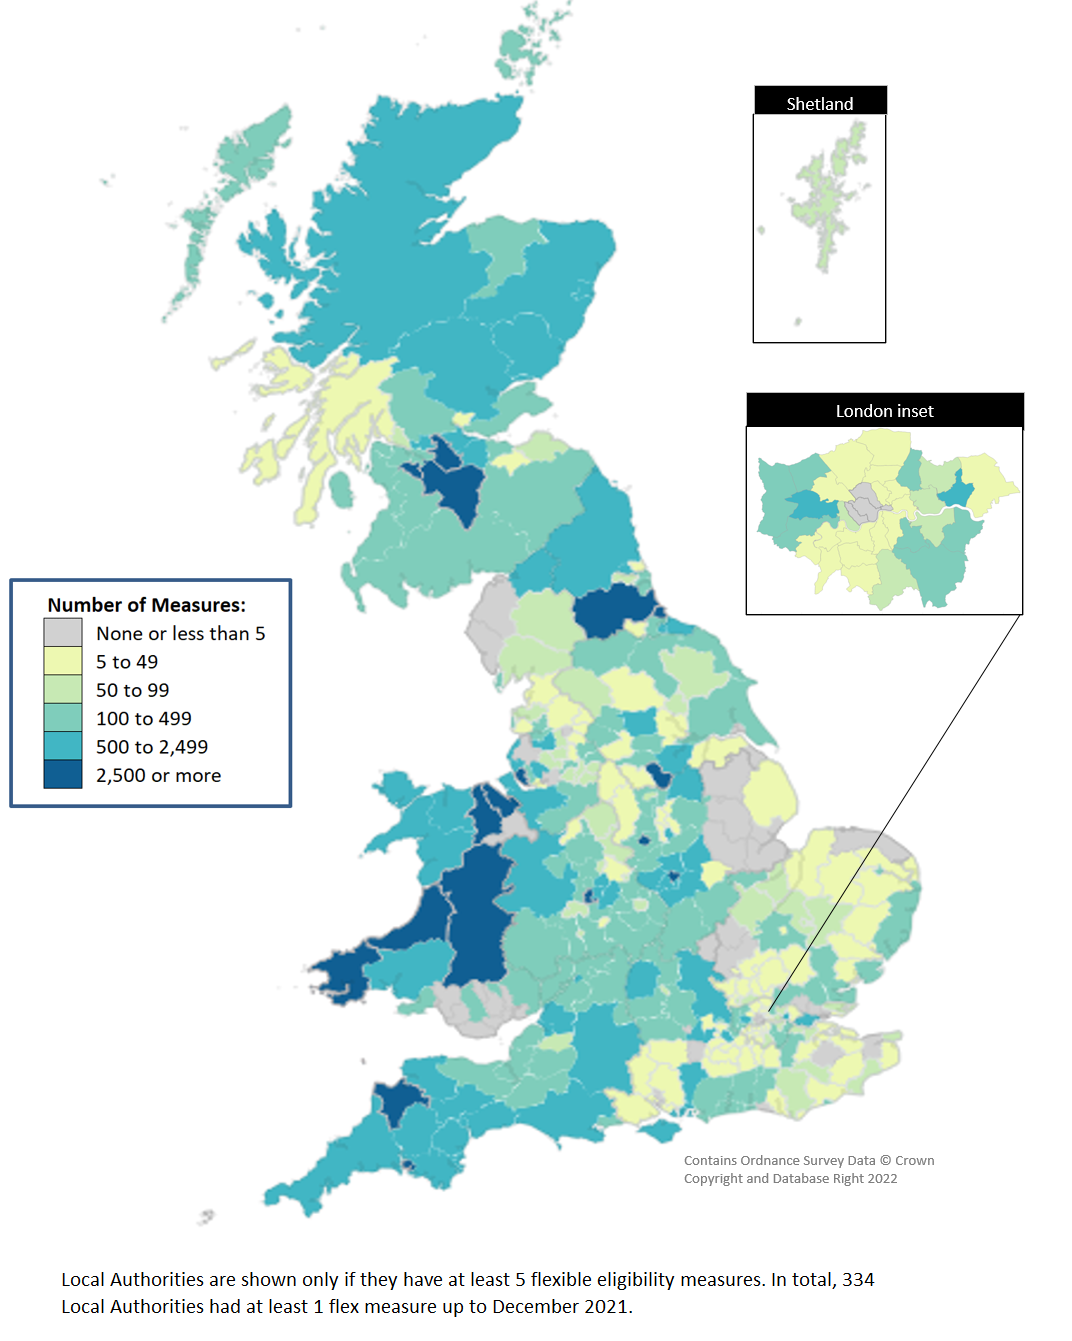 Shetland
London inset
Number of Measures:
None or less than 5
5 to 49
50 to 99
100 to 499
500 to 2,499
2,500 or more
Contains Ordnance Survey Data © Crown
Copyright and Database Right 2022
Local Authorities are shown only if they have at least 5 flexible eligibility measures. In total, 334
Local Authorities had at least 1 flex measure up to December 2021.